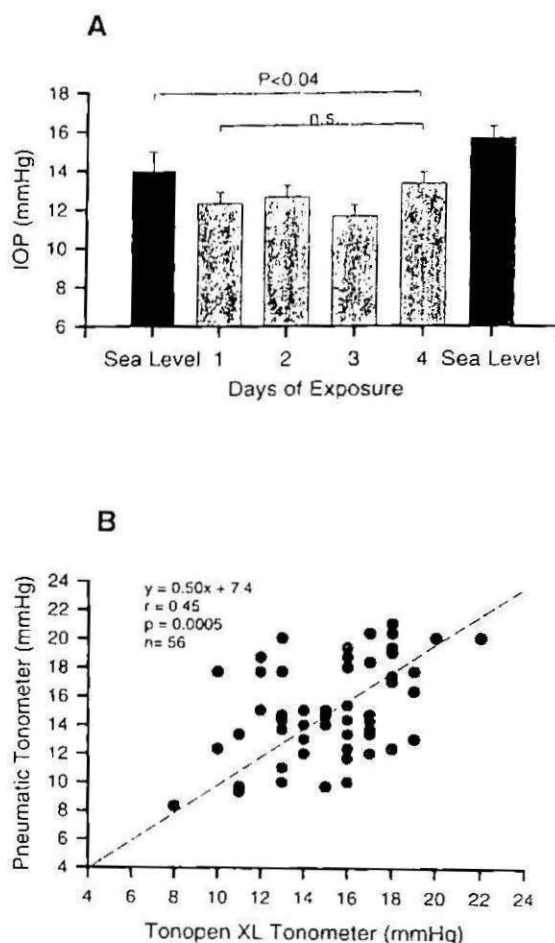 A
P<0.04
n.s.
18
16
14
12
10
8
6
IOP (mmHg)
Sea Level 1 2 3 4 Sea Level
Days of Exposure
B
y = 0.50x + 7.4
r = 0.45
p = 0.0005
n= 56
24
22
20
18
16
14
12
10
8
6
4
Pneumatic Tonometer (mmHg)
4 6 8 10 12 14 16 18 20 22 24
Tonopen XL Tonometer (mmHg)